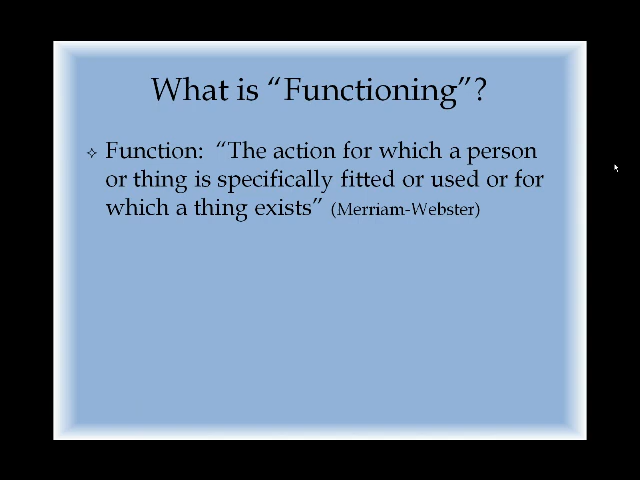 What is “Functioning”?
✧ Function: “The action for which a person
or thing is specifically fitted or used or for
which a thing exists” (Merriam-Webster)